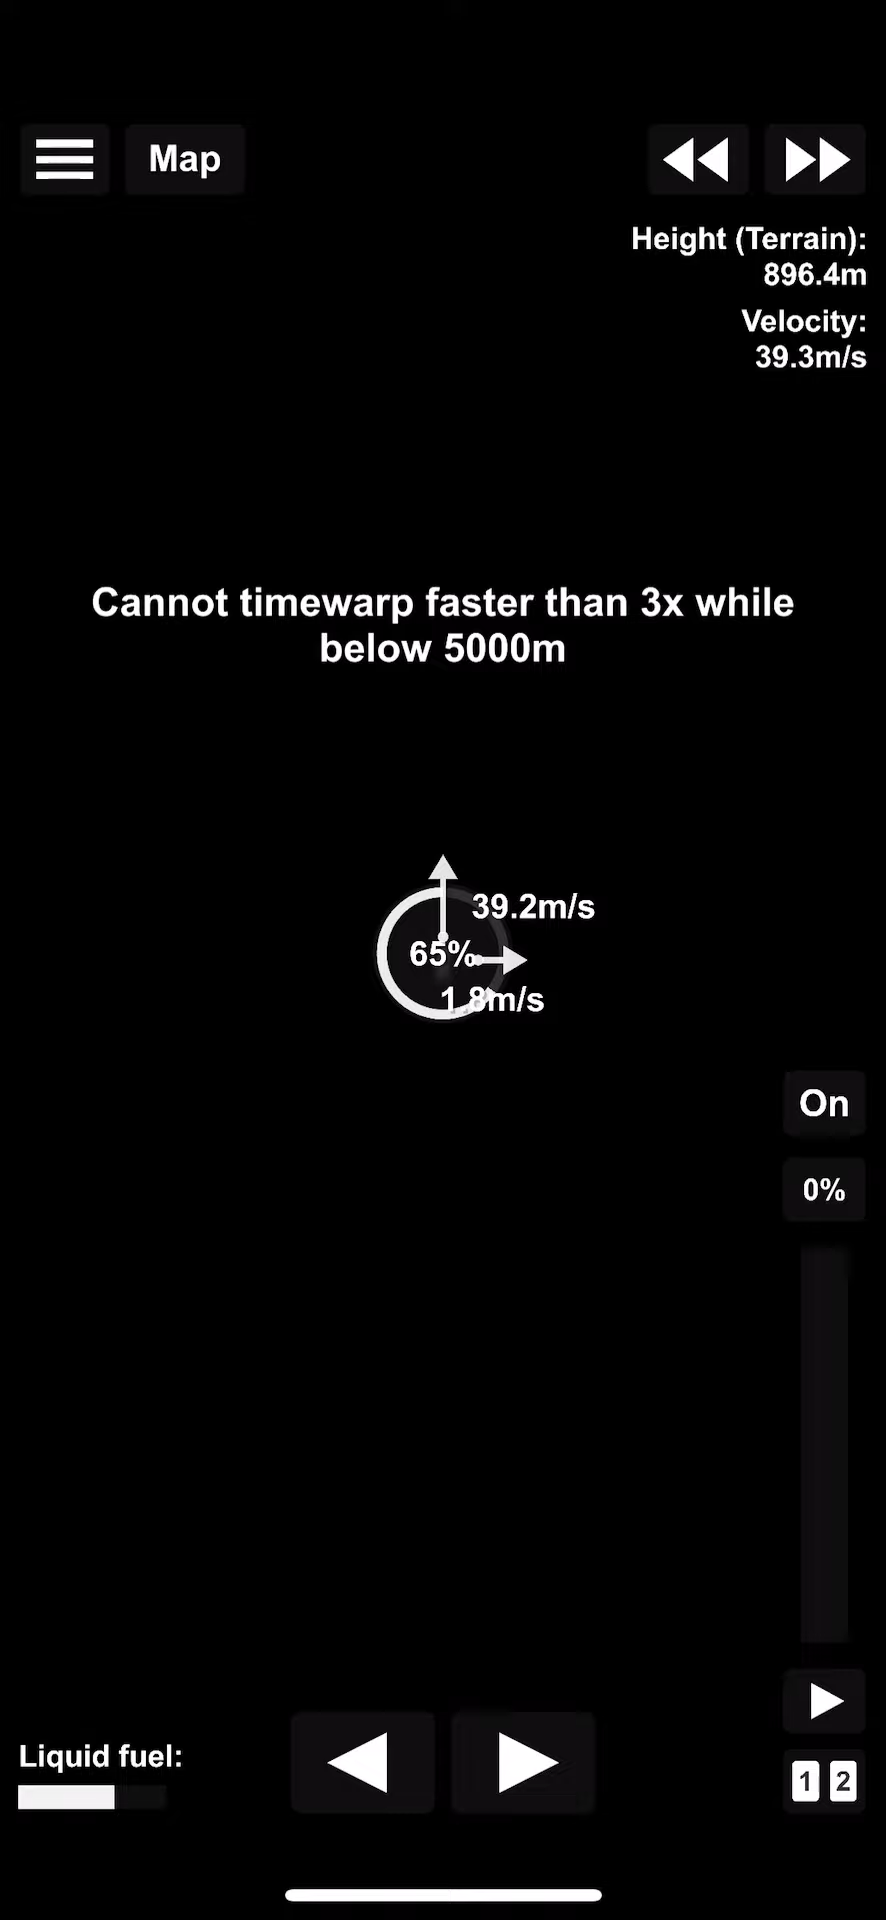 Map
Height (Terrain):
896.4m
Velocity:
39.3m/s
Cannot timewarp faster than 3x while
below 5000m
39.2m/s
65%
1.8m/s
On
0%
Liquid fuel:
1 2